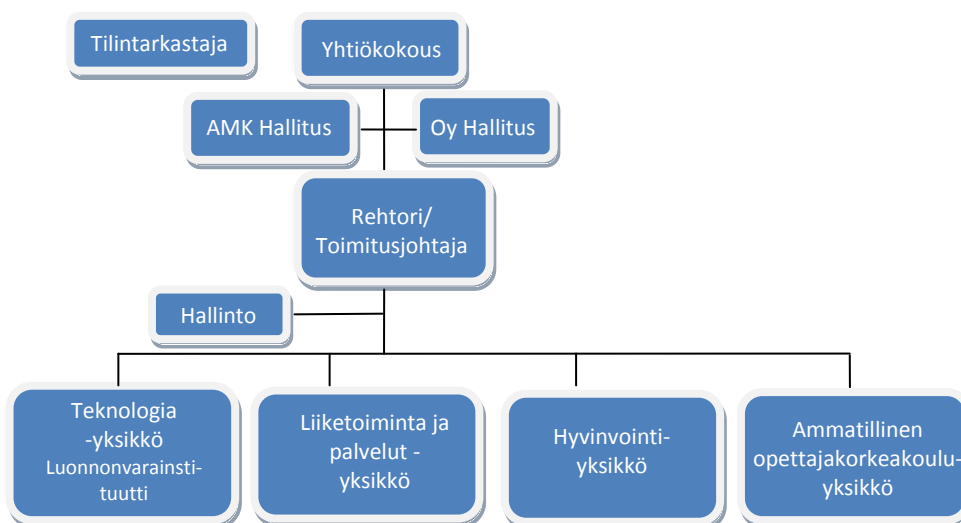 Tilintarkastaja
Yhtiökokous
AMK Hallitus
Oy Hallitus
Rehtori/
Toimitusjohtaja
Hallinto
Teknologia
-yksikkö
Luonnonvarainsti-
tuutti
Liiketoiminta ja
palvelut -
yksikkö
Hyvinvointi-
yksikkö
Ammatillinen
opettajakorkeakoulu-
yksikkö